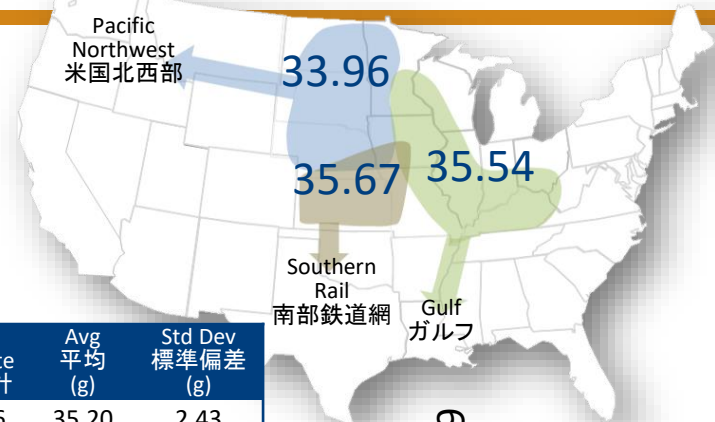 Pacific
Northwest
米国北西部
33.96
35.67
35.54
Southern
Rail
南部鉄道網
Gulf
ガルフ
Avg
平均
(g)
Std Dev
標準偏差
(g)
35.20
2.43